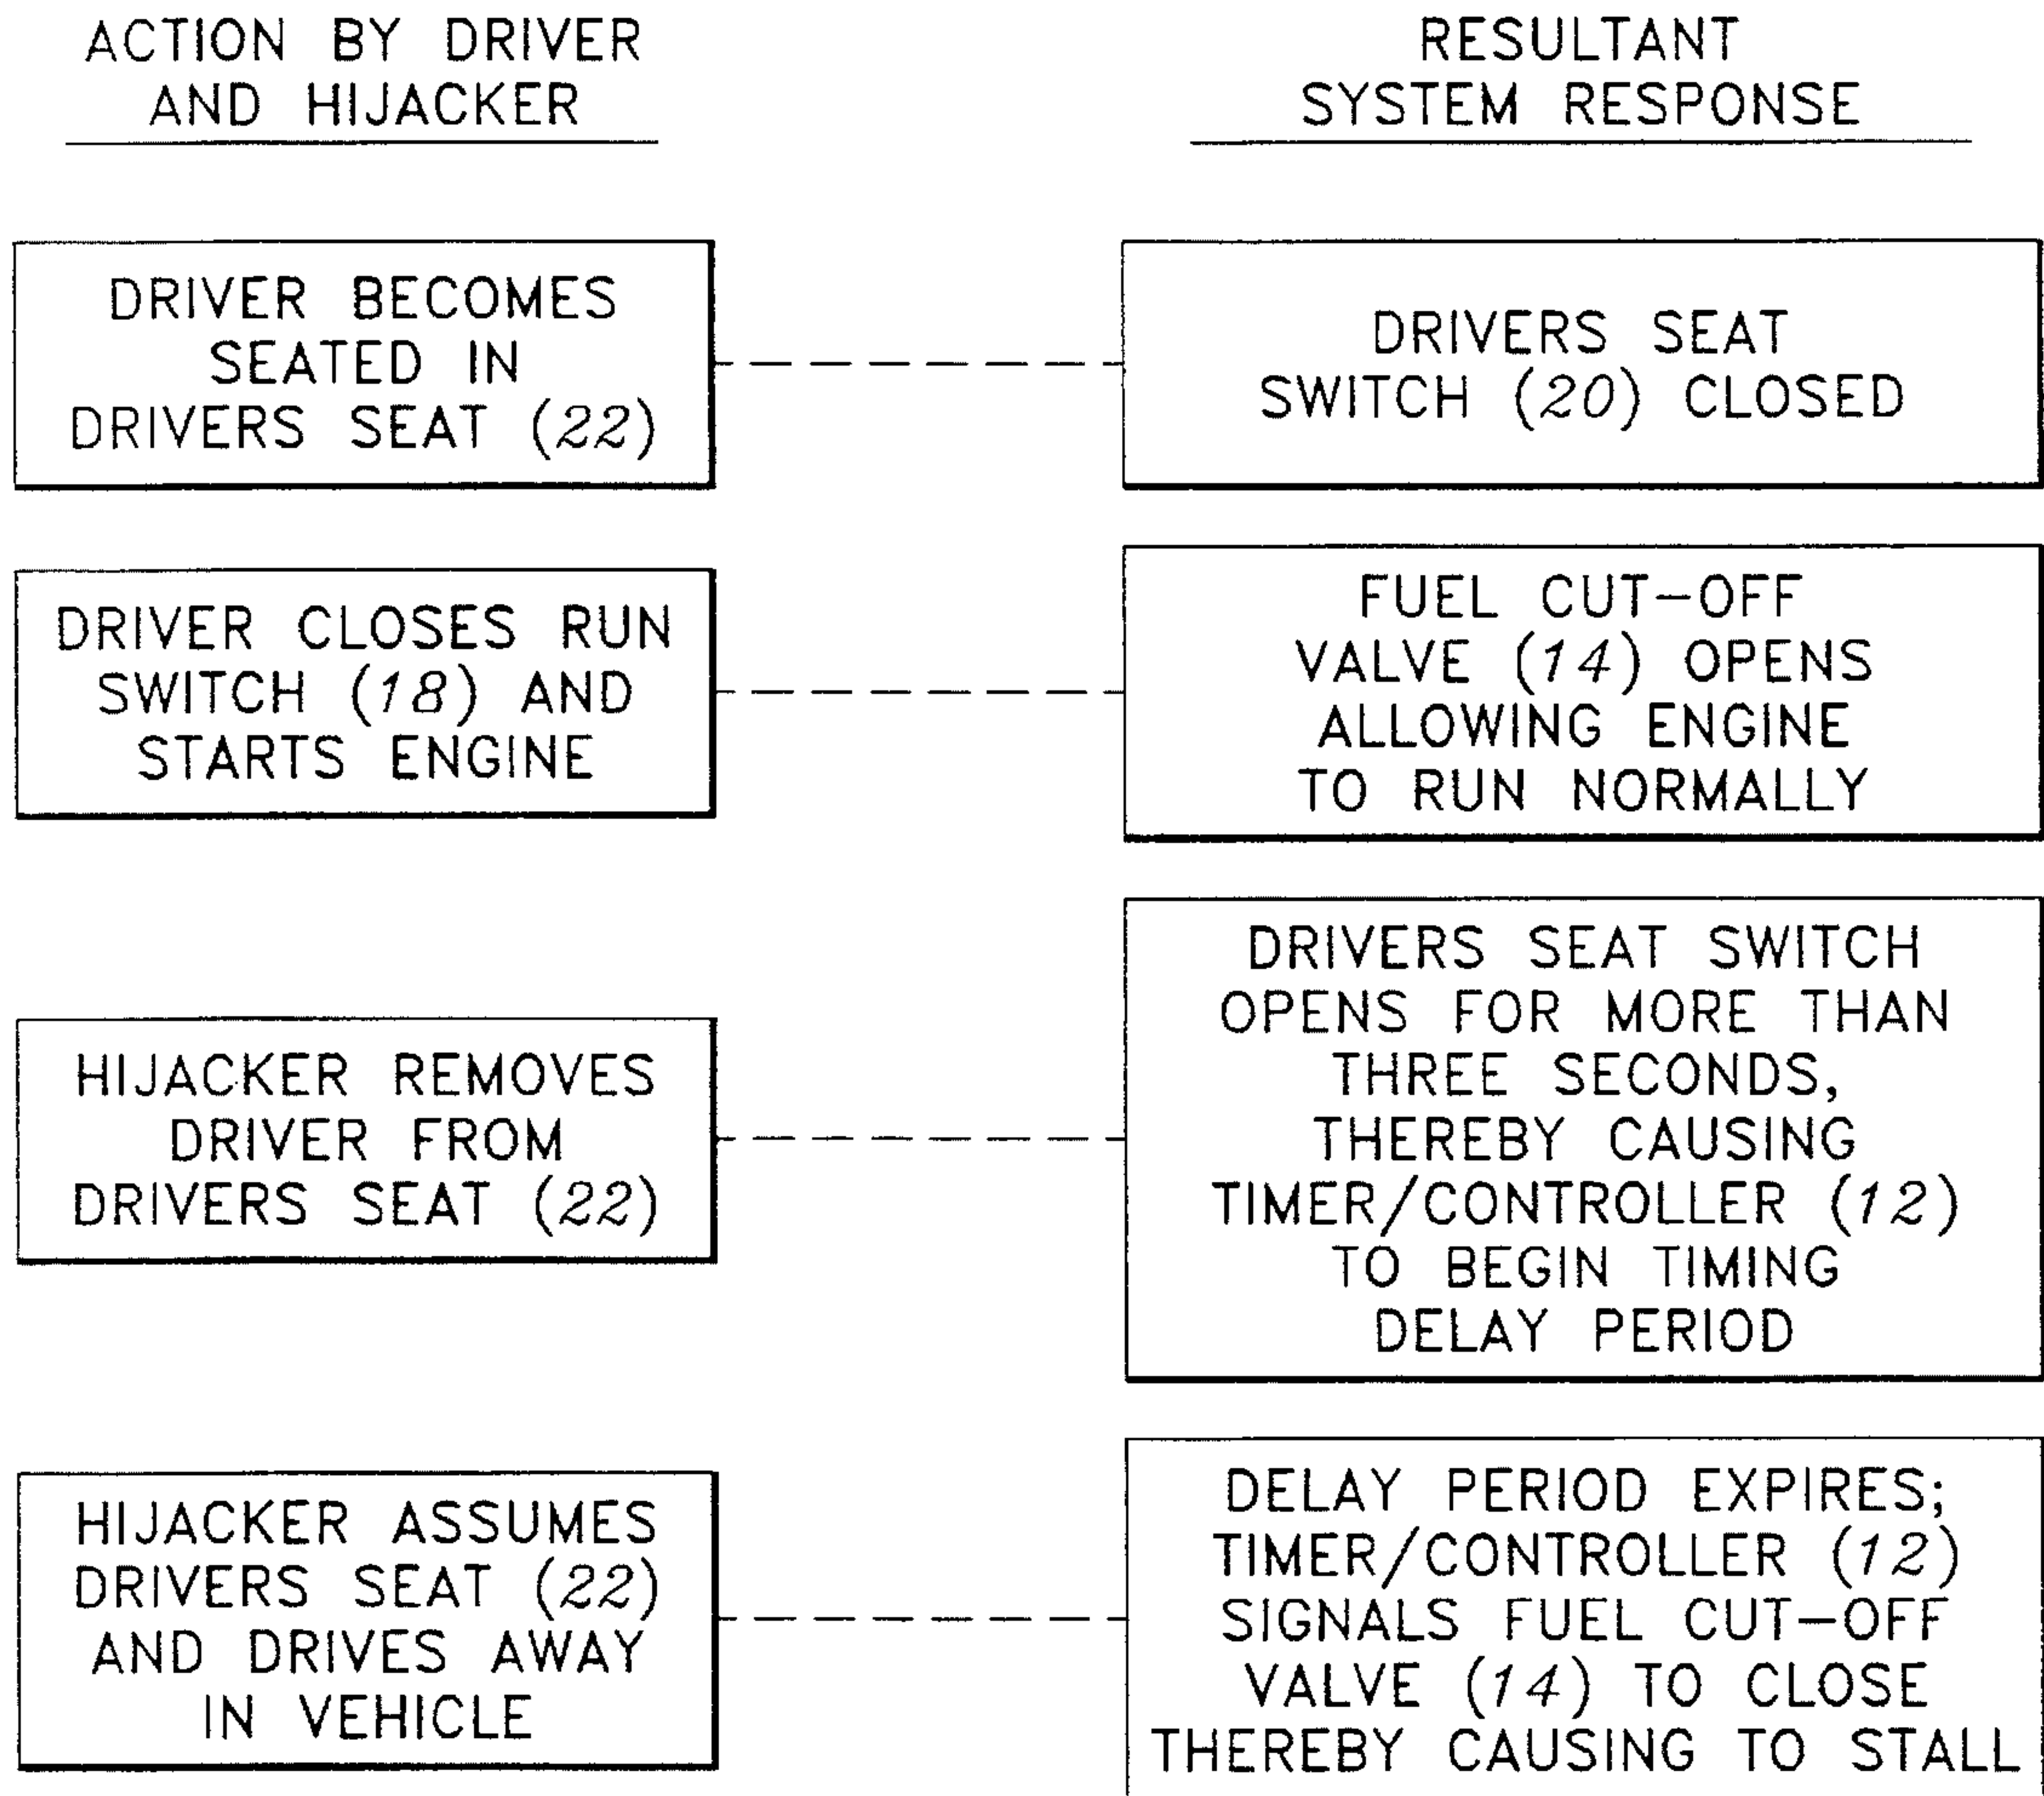 ACTION BY DRIVER
AND HIJACKER
RESULTANT
SYSTEM RESPONSE
DRIVER BECOMES
SEATED IN
DRIVERS SEAT (22)
DRIVERS SEAT
SWITCH (20) CLOSED
DRIVER CLOSES RUN
SWITCH (18) AND
STARTS ENGINE
FUEL CUT-OFF
VALVE (14) OPENS
ALLOWING ENGINE
TO RUN NORMALLY
HIJACKER REMOVES
DRIVER FROM
DRIVERS SEAT (22)
DRIVERS SEAT SWITCH
OPENS FOR MORE THAN
THREE SECONDS,
THEREBY CAUSING
TIMER/CONTROLLER (12)
TO BEGIN TIMING
DELAY PERIOD
HIJACKER ASSUMES
DRIVERS SEAT (22)
AND DRIVES AWAY
IN VEHICLE
DELAY PERIOD EXPIRES;
TIMER/CONTROLLER (12)
SIGNALS FUEL CUT-OFF
VALVE (14) TO CLOSE
THEREBY CAUSING TO STALL